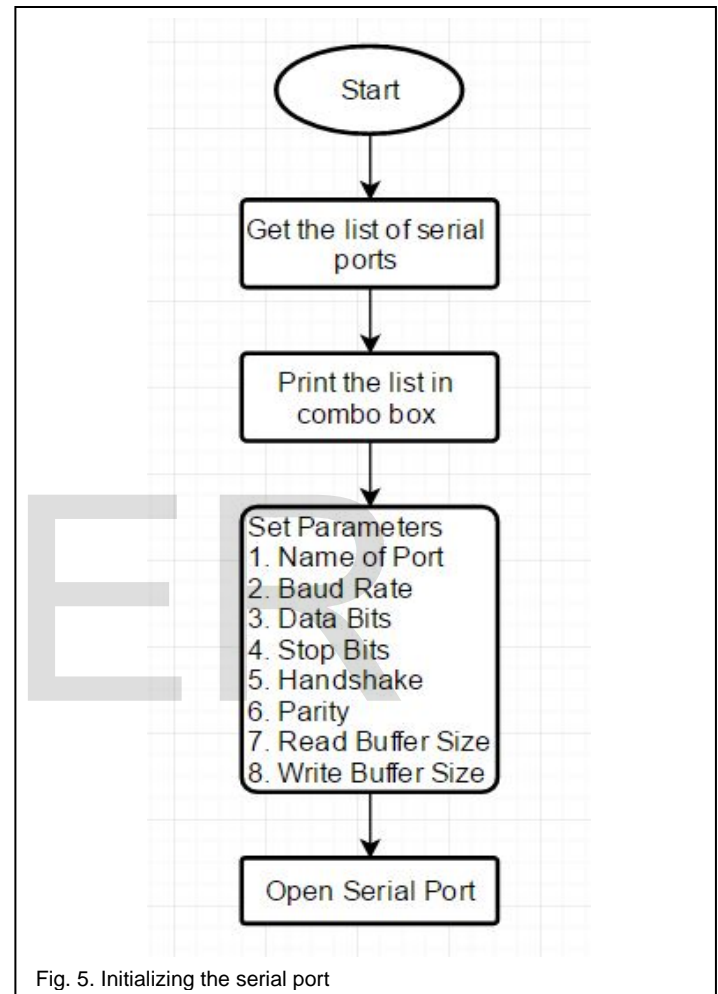 Start
Get the list of serial
ports
Print the list in
combo box
Set Parameters
1. Name of Port
2. Baud Rate
3. Data Bits
4. Stop Bits
5. Handshake
6. Parity
7. Read Buffer Size
8. Write Buffer Size
Open Serial Port
ER
Fig. 5. Initializing the serial port